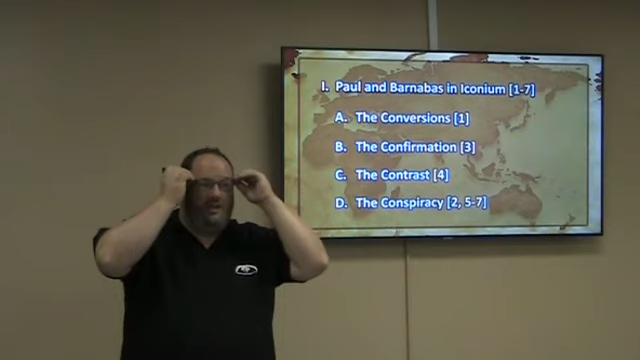 I. Paul and Barnabas in Iconium [1-7]
A. The Conversions [1]
B. The Confirmation [3]
C. The Contrast [4]
D. The Conspiracy [2, 5-7]